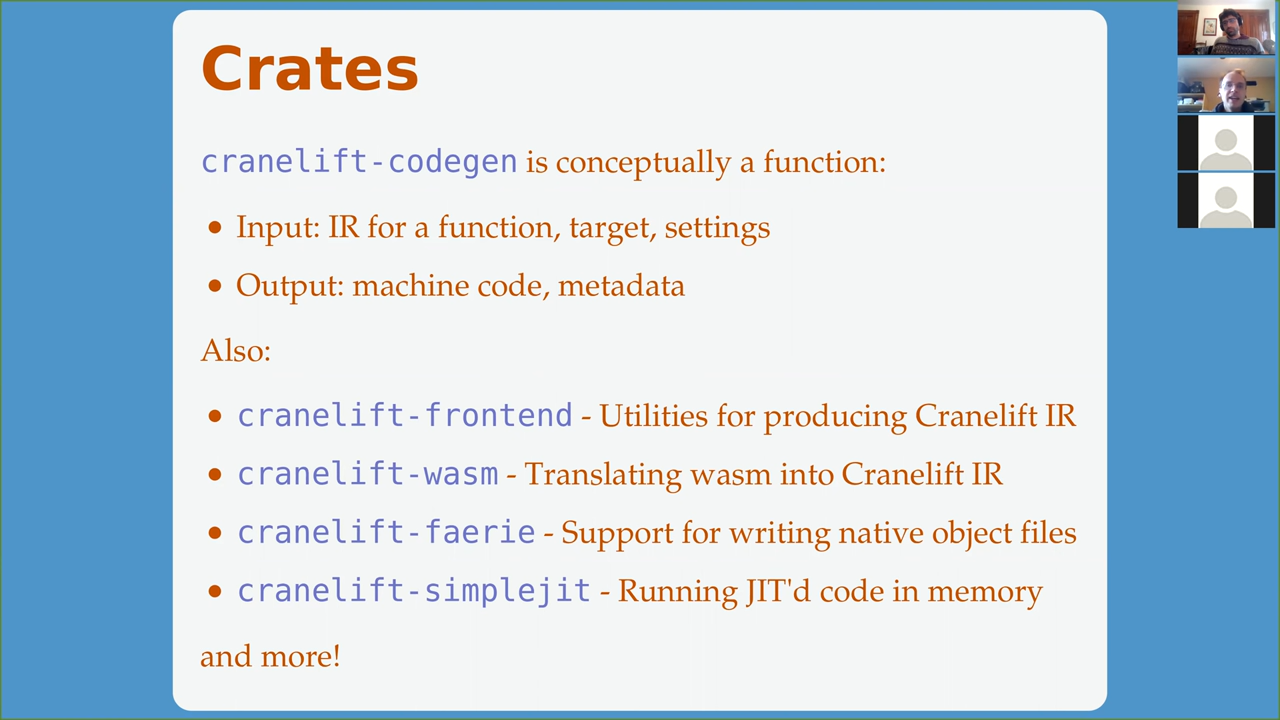 Crates
cranelift-codegen is conceptually a function:
• Input: IR for a function, target, settings
• Output: machine code, metadata
Also:
• cranelift-frontend - Utilities for producing Cranelift IR
• cranelift-wasm - Translating wasm into Cranelift IR
• cranelift-faerie - Support for writing native object files
• cranelift-simplejit - Running JIT'd code in memory
and more!